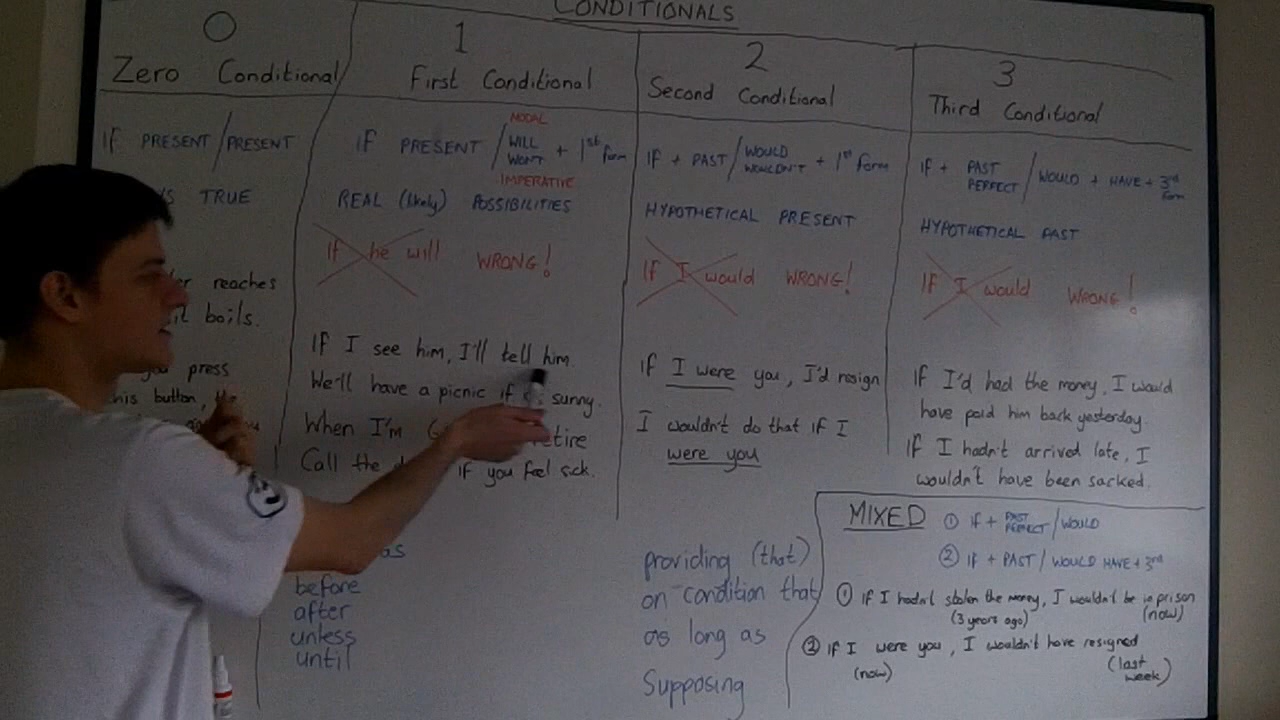 CONDITIONALS
0
Zero Conditional
IF PRESENT / PRESENT
TRUE
reaches
it boils.
you press
this button, the
1
First Conditional
IF PRESENT / MODAL
WILL
WON'T + 1st form
IMPERATIVE
REAL (likely) POSSIBILITIES
If he will WRONG!
If I see him, I'll tell him
We'll have a picnic if sunny.
When I'm retire
Call the if you feel sick.
as
before
after
unless
until
2
Second Conditional
IF + PAST / WOULD
WOULDN'T + 1st form
HYPOTHETICAL PRESENT
If I would WRONG!
If I were you, I'd resign
I wouldn't do that if I
were you
providing (that)
on condition that
as long as
Supposing
3
Third Conditional
IF + PAST
PERFECT / WOULD + HAVE + 3rd
form
HYPOTHETICAL PAST
If I would WRONG!
If I'd had the money, I would
have paid him back yesterday.
If I hadn't arrived late, I
wouldn't have been sacked.
MIXED ① IF + PAST
PERFECT / WOULD
② IF + PAST / WOULD HAVE + 3rd
① If I hadn't stolen the money, I wouldn't be in prison
(3 years ago) (now)
② If I were you, I wouldn't have resigned
(now) (last
week)